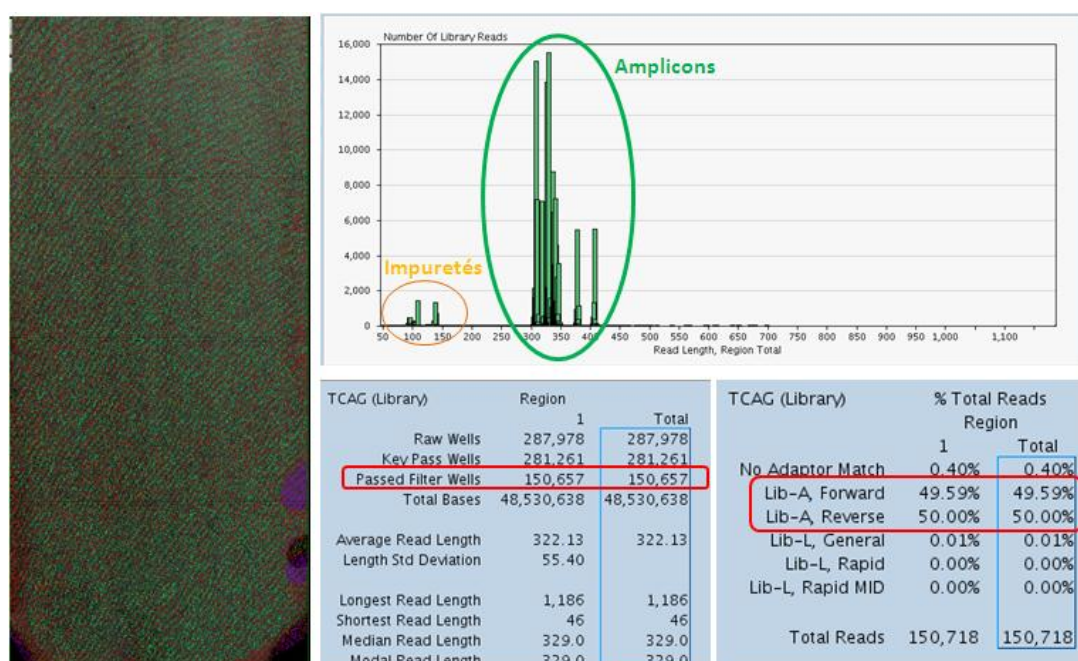 Number Of Library Reads
16,000
14,000
12,000
10,000
8,000
6,000
4,000
2,000
0
Amplicons
Impuretés
50 100 150 200 250 300 350 400 450 500 550 600 650 700 750 800 850 900 950 1,000 1,100
Read Length, Region Total
TCAG (Library) Region
1 Total
Raw Wells 287,978 287,978
Key Pass Wells 281,261 281,261
Passed Filter Wells 150,657 150,657
Total Bases 48,530,638 48,530,638
Average Read Length 322.13 322.13
Length Std Deviation 55.40
Longest Read Length 1,186 1,186
Shortest Read Length 46 46
Median Read Length 329.0 329.0
Modal Read Length 329.0 329.0
TCAG (Library) % Total Reads
Region
1 Total
No Adaptor Match 0.40% 0.40%
Lib-A, Forward 49.59% 49.59%
Lib-A, Reverse 50.00% 50.00%
Lib-L, General 0.01% 0.01%
Lib-L, Rapid 0.00% 0.00%
Lib-L, Rapid MID 0.00% 0.00%
Total Reads 150,718 150,718